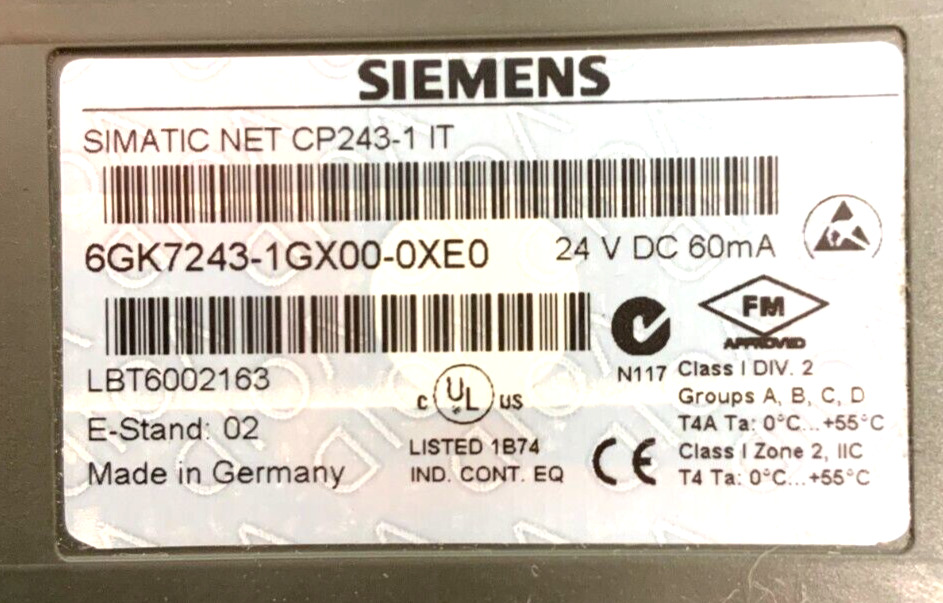 SIEMENS
SIMATIC NET CP243-1 IT
6GK7243-1GX00-0XE0 24 V DC 60mA
FM
APPROVED
LBT6002163
N117
Class I DIV. 2
Groups A, B, C, D
T4A Ta: 0°C...+55°C
Class I Zone 2, IIC
T4 Ta: 0°C...+55°C
E-Stand: 02
C UL US
LISTED 1B74
IND. CONT. EQ
CE
Made in Germany